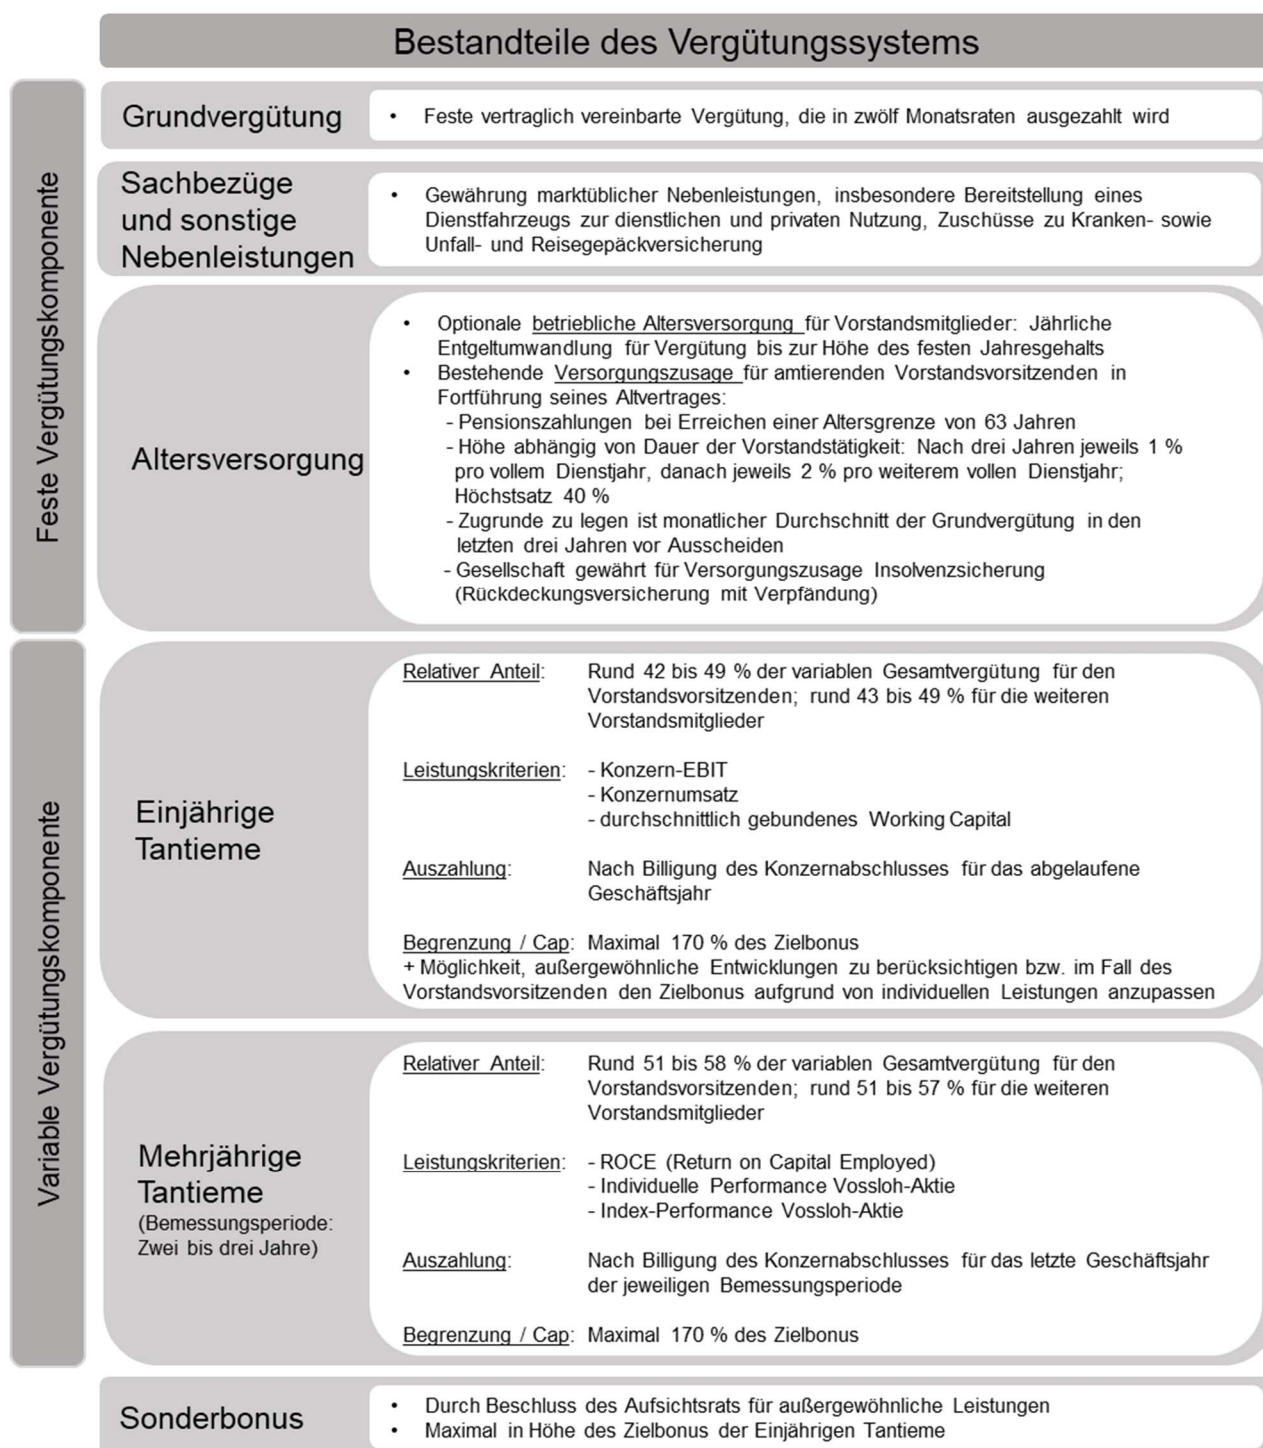 Bestandteile des Vergütungssystems
Feste Vergütungskomponente
Grundvergütung
• Feste vertraglich vereinbarte Vergütung, die in zwölf Monatsraten ausgezahlt wird
Sachbezüge
und sonstige
Nebenleistungen
• Gewährung marktüblicher Nebenleistungen, insbesondere Bereitstellung eines
Dienstfahrzeugs zur dienstlichen und privaten Nutzung, Zuschüsse zu Kranken- sowie
Unfall- und Reisegepäckversicherung
Altersversorgung
• Optionale betriebliche Altersversorgung für Vorstandsmitglieder: Jährliche
Entgeltumwandlung für Vergütung bis zur Höhe des festen Jahresgehalts
• Bestehende Versorgungszusage für amtierenden Vorstandsvorsitzenden in
Fortführung seines Altvertrages:
- Pensionszahlungen bei Erreichen einer Altersgrenze von 63 Jahren
- Höhe abhängig von Dauer der Vorstandstätigkeit: Nach drei Jahren jeweils 1 %
pro vollem Dienstjahr, danach jeweils 2 % pro weiterem vollen Dienstjahr;
Höchstsatz 40 %
- Zugrunde zu legen ist monatlicher Durchschnitt der Grundvergütung in den
letzten drei Jahren vor Ausscheiden
- Gesellschaft gewährt für Versorgungszusage Insolvenzsicherung
(Rückdeckungsversicherung mit Verpfändung)
Variable Vergütungskomponente
Einjährige
Tantieme
Relativer Anteil: Rund 42 bis 49 % der variablen Gesamtvergütung für den
Vorstandsvorsitzenden; rund 43 bis 49 % für die weiteren
Vorstandsmitglieder
Leistungskriterien: - Konzern-EBIT
- Konzernumsatz
- durchschnittlich gebundenes Working Capital
Auszahlung: Nach Billigung des Konzernabschlusses für das abgelaufene
Geschäftsjahr
Begrenzung / Cap: Maximal 170 % des Zielbonus
+ Möglichkeit, außergewöhnliche Entwicklungen zu berücksichtigen bzw. im Fall des
Vorstandsvorsitzenden den Zielbonus aufgrund von individuellen Leistungen anzupassen
Mehrjährige
Tantieme
(Bemessungsperiode:
Zwei bis drei Jahre)
Relativer Anteil: Rund 51 bis 58 % der variablen Gesamtvergütung für den
Vorstandsvorsitzenden; rund 51 bis 57 % für die weiteren
Vorstandsmitglieder
Leistungskriterien: - ROCE (Return on Capital Employed)
- Individuelle Performance Vossloh-Aktie
- Index-Performance Vossloh-Aktie
Auszahlung: Nach Billigung des Konzernabschlusses für das letzte Geschäftsjahr
der jeweiligen Bemessungsperiode
Begrenzung / Cap: Maximal 170 % des Zielbonus
Sonderbonus
• Durch Beschluss des Aufsichtsrats für außergewöhnliche Leistungen
• Maximal in Höhe des Zielbonus der Einjährigen Tantieme